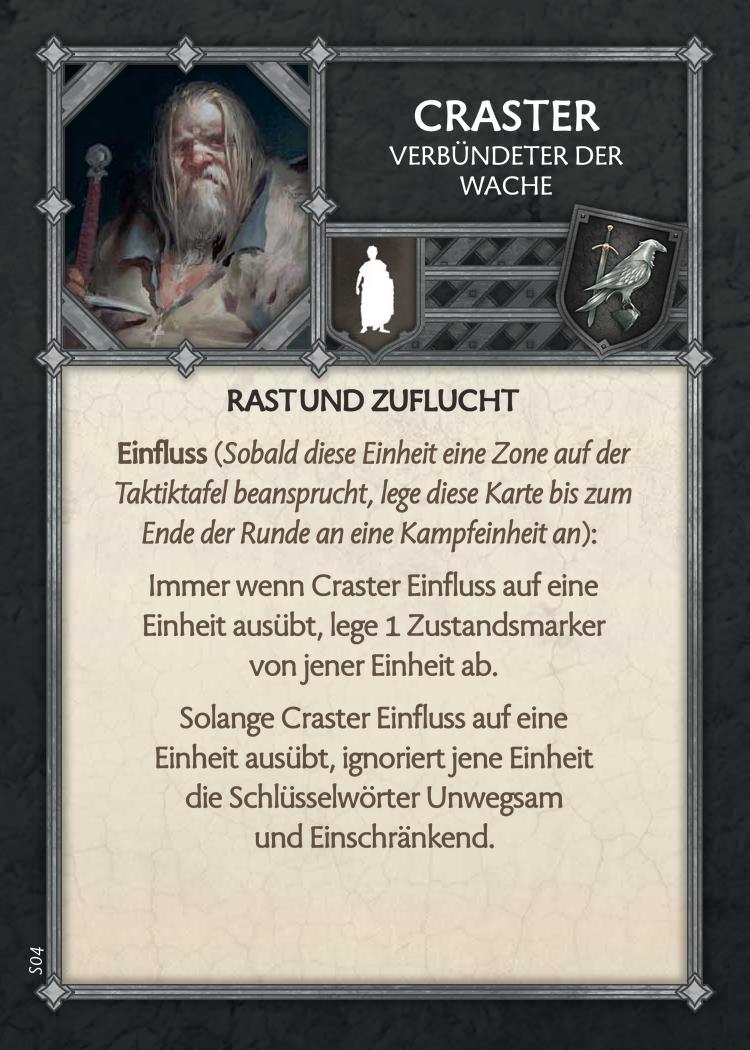 CRASTER
VERBÜNDETER DER
WACHE
RAST UND ZUFLUCHT
Einfluss (Sobald diese Einheit eine Zone auf der
Taktiktafel beansprucht, lege diese Karte bis zum
Ende der Runde an eine Kampfeinheit an):
Immer wenn Craster Einfluss auf eine
Einheit ausübt, lege 1 Zustandsmarker
von jener Einheit ab.
Solange Craster Einfluss auf eine
Einheit ausübt, ignoriert jene Einheit
die Schlüsselwörter Unwegsam
und Einschränkend.
S04